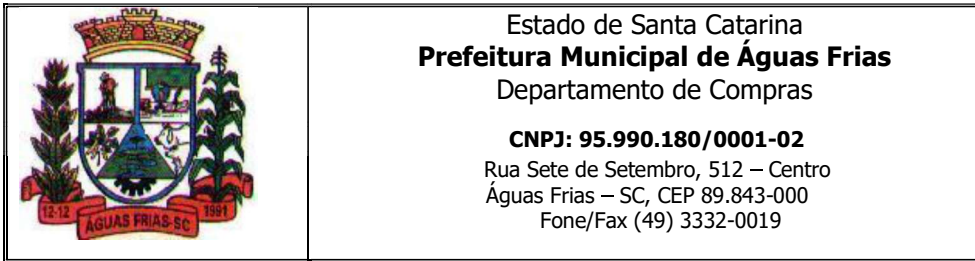 12-12
ÁGUAS FRIAS-SC
1991
Estado de Santa Catarina
Prefeitura Municipal de Águas Frias
Departamento de Compras
CNPJ: 95.990.180/0001-02
Rua Sete de Setembro, 512 – Centro
Águas Frias – SC, CEP 89.843-000
Fone/Fax (49) 3332-0019